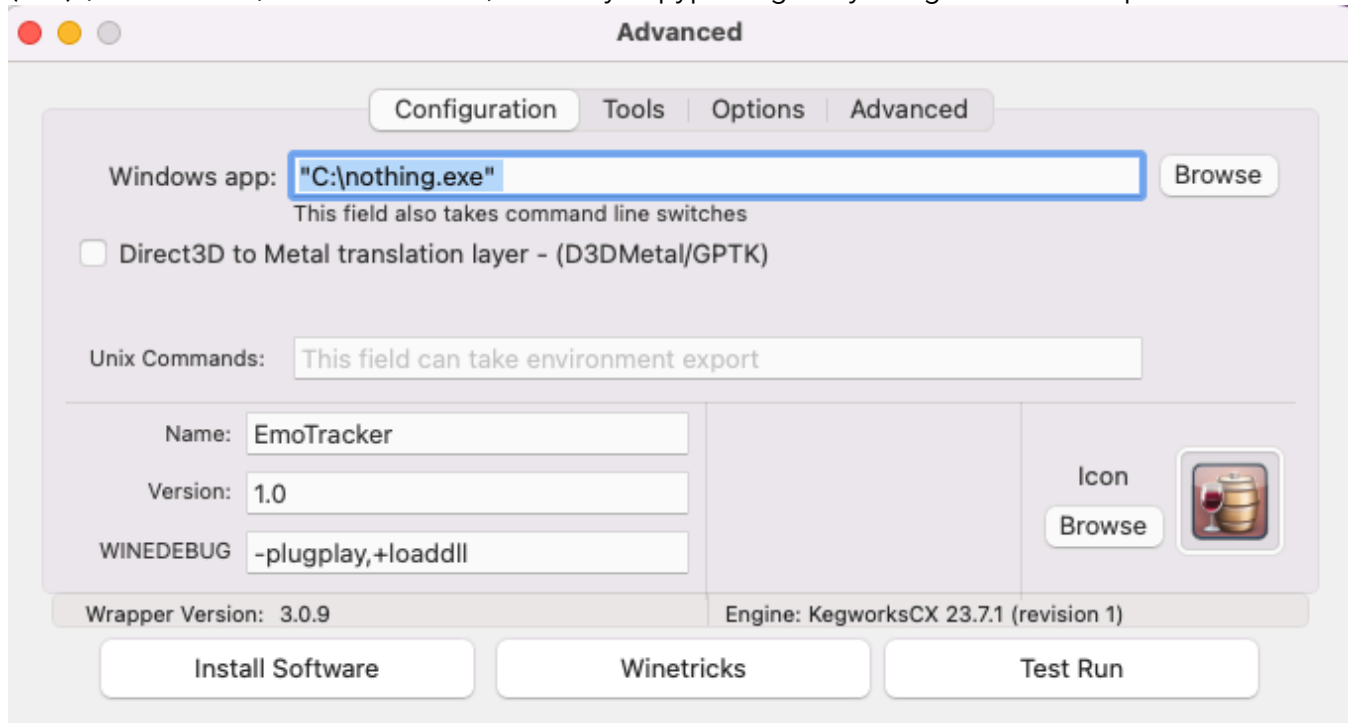 Advanced
Configuration Tools Options Advanced
Windows app: "C:\nothing.exe" Browse
This field also takes command line switches
Direct3D to Metal translation layer - (D3DMetal/GPTK)
Unix Commands: This field can take environment export
Name: EmoTracker
Version: 1.0
Icon
Browse
WINEDEBUG -plugplay,+loaddll
Wrapper Version: 3.0.9 Engine: KegworksCX 23.7.1 (revision 1)
Install Software Winetricks Test Run